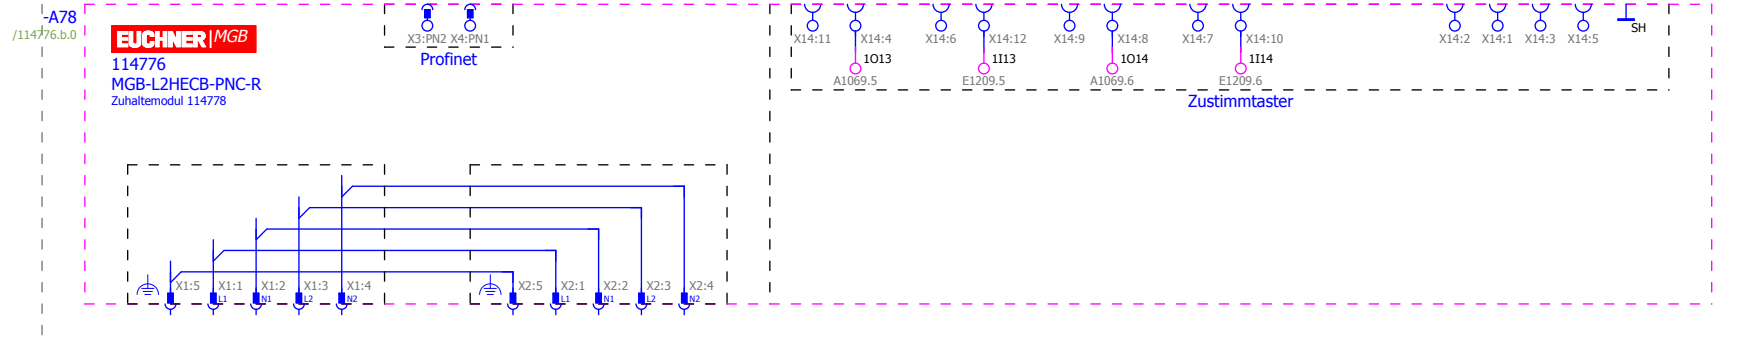 -A78
/114776.b.0
EUCHNER|MGB
114776
MGB-L2HECB-PNC-R
Zuhaltemodul 114778
X3:PN2 X4:PN1
Profinet
X14:11 X14:4 X14:6 X14:12 X14:9 X14:8 X14:7 X14:10 X14:2 X14:1 X14:3 X14:5 SH
1O13 1I13 1O14 1I14
A1069.5 E1209.5 A1069.6 E1209.6
Zustimmtaster
X1:5 X1:1 X1:2 X1:3 X1:4 X2:5 X2:1 X2:2 X2:3 X2:4
L1 N1 L2 N2 L1 N1 L2 N2